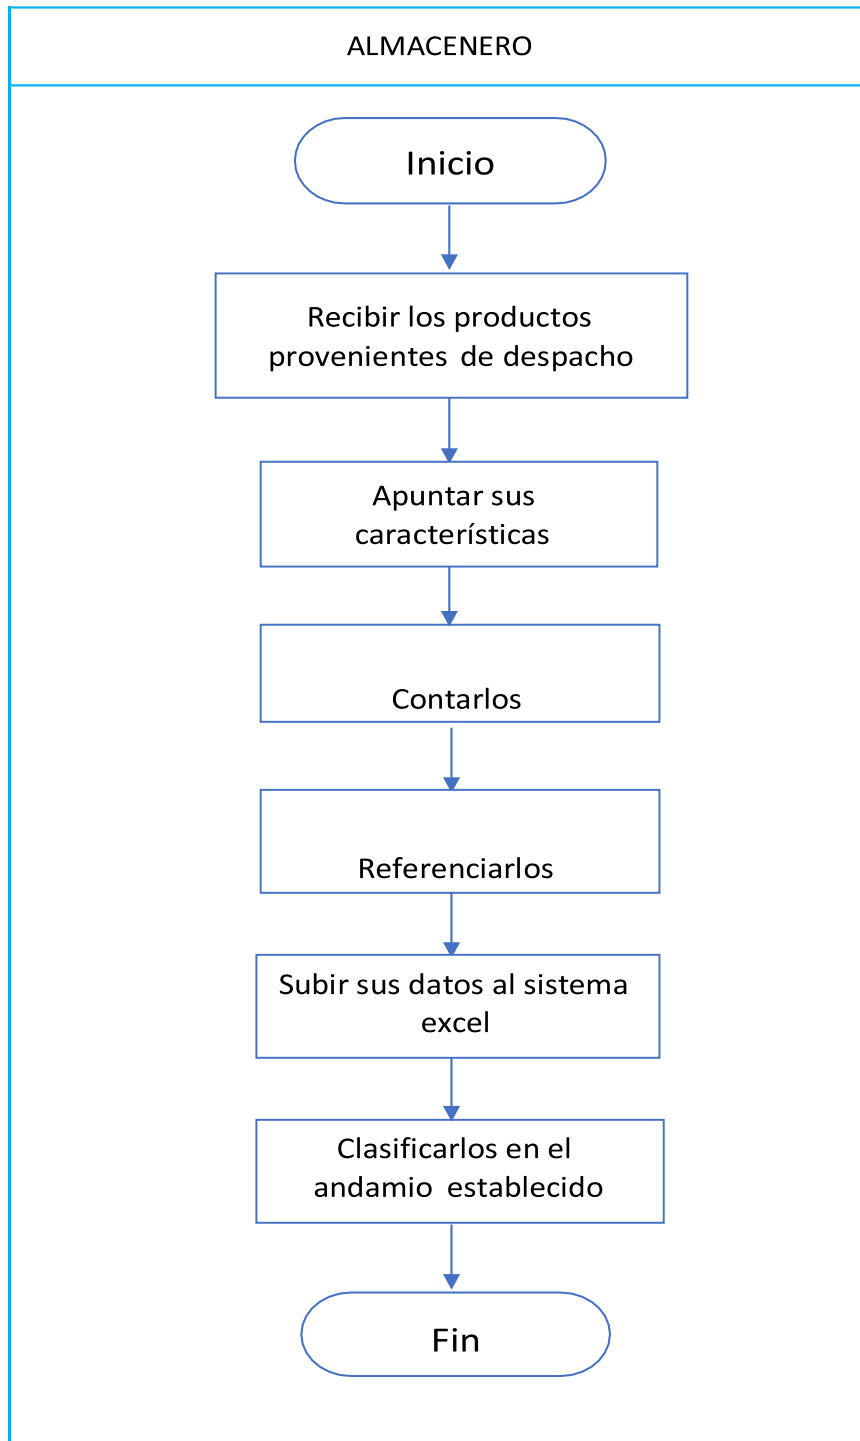 ALMACENERO
Inicio
Recibir los productos
provenientes de despacho
Apuntar sus
característícas
Contarlos
Referenciarlos
Subir sus datos al sistema
excel
Clasificarlos en el
andamio establecido
Fin